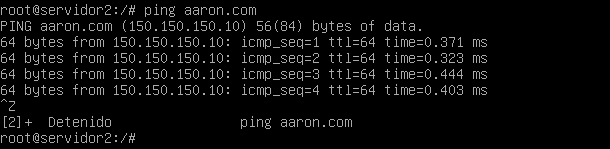 root@servidor2:/# ping aaron.com
PING aaron.com (150.150.150.10) 56(84) bytes of data.
64 bytes from 150.150.150.10: icmp_seq=1 ttl=64 time=0.371 ms
64 bytes from 150.150.150.10: icmp_seq=2 ttl=64 time=0.323 ms
64 bytes from 150.150.150.10: icmp_seq=3 ttl=64 time=0.444 ms
64 bytes from 150.150.150.10: icmp_seq=4 ttl=64 time=0.403 ms
^Z
[2]+  Detenido                ping aaron.com
root@servidor2:/#